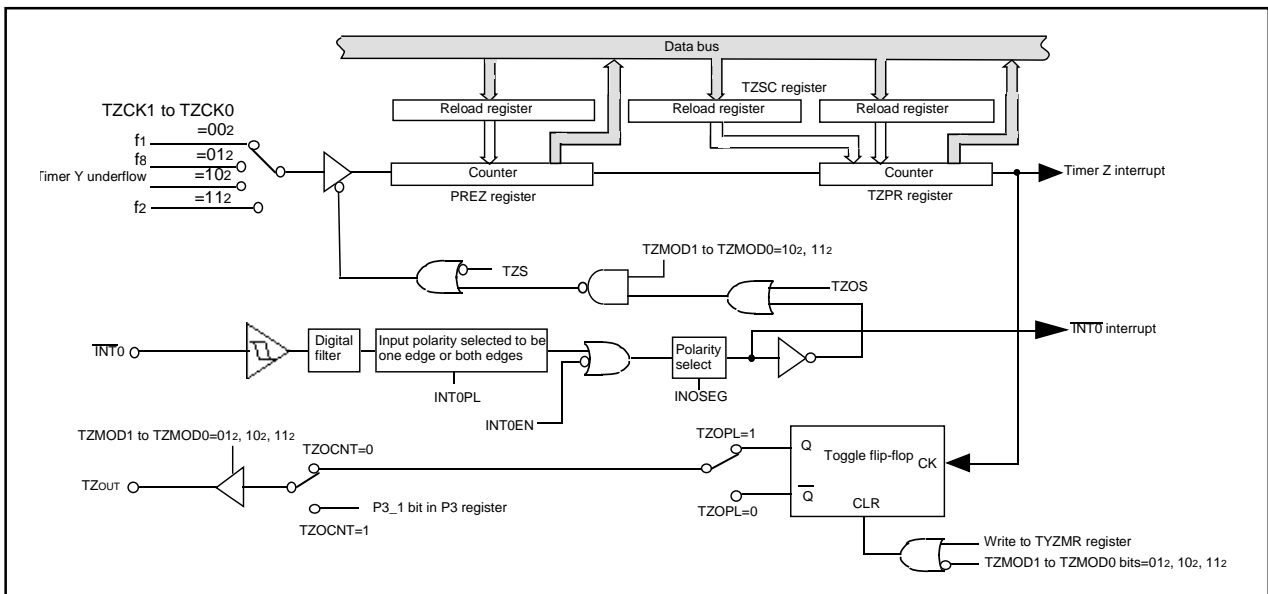 Data bus
TZSC register
Reload register
Reload register
Reload register
TZCK1 to TZCK0
=002
f1
f8
=012
Timer Y underflow
=102
f2
=112
Counter
Counter
Timer Z interrupt
PREZ register
TZPR register
TZMOD1 to TZMOD0=102, 112
TZS
TZOS
INT0
Digital
filter
Input polarity selected to be
one edge or both edges
Polarity
select
INT0 interrupt
INT0PL
INOSEG
INT0EN
TZMOD1 to TZMOD0=012, 102, 112
TZOCNT=0
TZOPL=1
Q
Toggle flip-flop
CK
TZOUT
P3_1 bit in P3 register
TZOCNT=1
TZOPL=0
Q
CLR
Write to TYZMR register
TZMOD1 to TZMOD0 bits=012, 102, 112